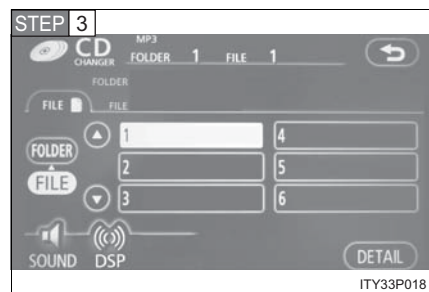 STEP 3
CD CHANGER MP3 FOLDER 1 FILE 1
FOLDER
FILE FILE
1 4
FOLDER
2 5
FILE
3 6
SOUND DSP DETAIL
ITY33P018